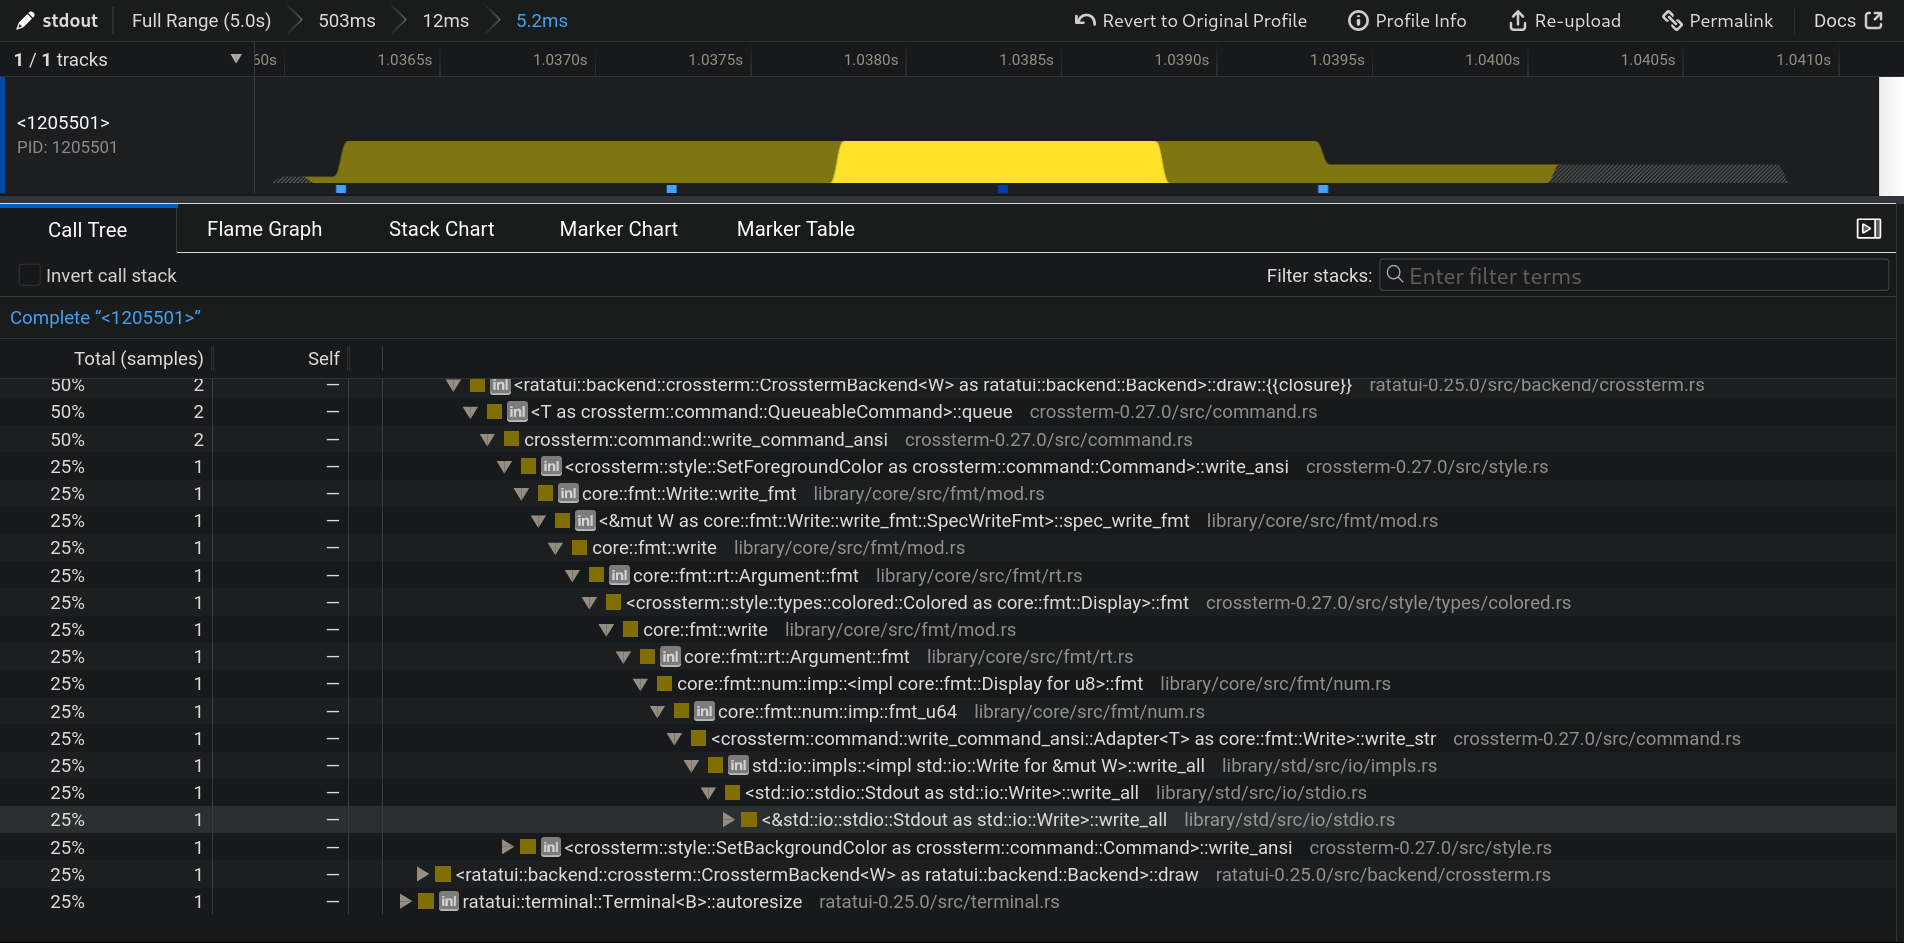 stdout Full Range (5.0s) 503ms 12ms 5.2ms Revert to Original Profile Profile Info Re-upload Permalink Docs
1 / 1 tracks 60s 1.0365s 1.0370s 1.0375s 1.0380s 1.0385s 1.0390s 1.0395s 1.0400s 1.0405s 1.0410s
<1205501>
PID: 1205501
Call Tree Flame Graph Stack Chart Marker Chart Marker Table
Invert call stack Filter stacks: Enter filter terms
Complete “<1205501>”
Total (samples) Self
50% 2 — inl <ratatui::backend::crossterm::CrosstermBackend<W> as ratatui::backend::Backend>::draw::{{closure}} ratatui-0.25.0/src/backend/crossterm.rs
50% 2 — inl <T as crossterm::command::QueueableCommand>::queue crossterm-0.27.0/src/command.rs
50% 2 — crossterm::command::write_command_ansi crossterm-0.27.0/src/command.rs
25% 1 — inl <crossterm::style::SetForegroundColor as crossterm::command::Command>::write_ansi crossterm-0.27.0/src/style.rs
25% 1 — inl core::fmt::Write::write_fmt library/core/src/fmt/mod.rs
25% 1 — inl <&mut W as core::fmt::Write::write_fmt::SpecWriteFmt>::spec_write_fmt library/core/src/fmt/mod.rs
25% 1 — core::fmt::write library/core/src/fmt/mod.rs
25% 1 — inl core::fmt::rt::Argument::fmt library/core/src/fmt/rt.rs
25% 1 — <crossterm::style::types::colored::Colored as core::fmt::Display>::fmt crossterm-0.27.0/src/style/types/colored.rs
25% 1 — core::fmt::write library/core/src/fmt/mod.rs
25% 1 — inl core::fmt::rt::Argument::fmt library/core/src/fmt/rt.rs
25% 1 — core::fmt::num::imp::<impl core::fmt::Display for u8>::fmt library/core/src/fmt/num.rs
25% 1 — inl core::fmt::num::imp::fmt_u64 library/core/src/fmt/num.rs
25% 1 — <crossterm::command::write_command_ansi::Adapter<T> as core::fmt::Write>::write_str crossterm-0.27.0/src/command.rs
25% 1 — inl std::io::impls::<impl std::io::Write for &mut W>::write_all library/std/src/io/impls.rs
25% 1 — <std::io::stdio::Stdout as std::io::Write>::write_all library/std/src/io/stdio.rs
25% 1 — <&std::io::stdio::Stdout as std::io::Write>::write_all library/std/src/io/stdio.rs
25% 1 — inl <crossterm::style::SetBackgroundColor as crossterm::command::Command>::write_ansi crossterm-0.27.0/src/style.rs
25% 1 — <ratatui::backend::crossterm::CrosstermBackend<W> as ratatui::backend::Backend>::draw ratatui-0.25.0/src/backend/crossterm.rs
25% 1 — inl ratatui::terminal::Terminal<B>::autoresize ratatui-0.25.0/src/terminal.rs